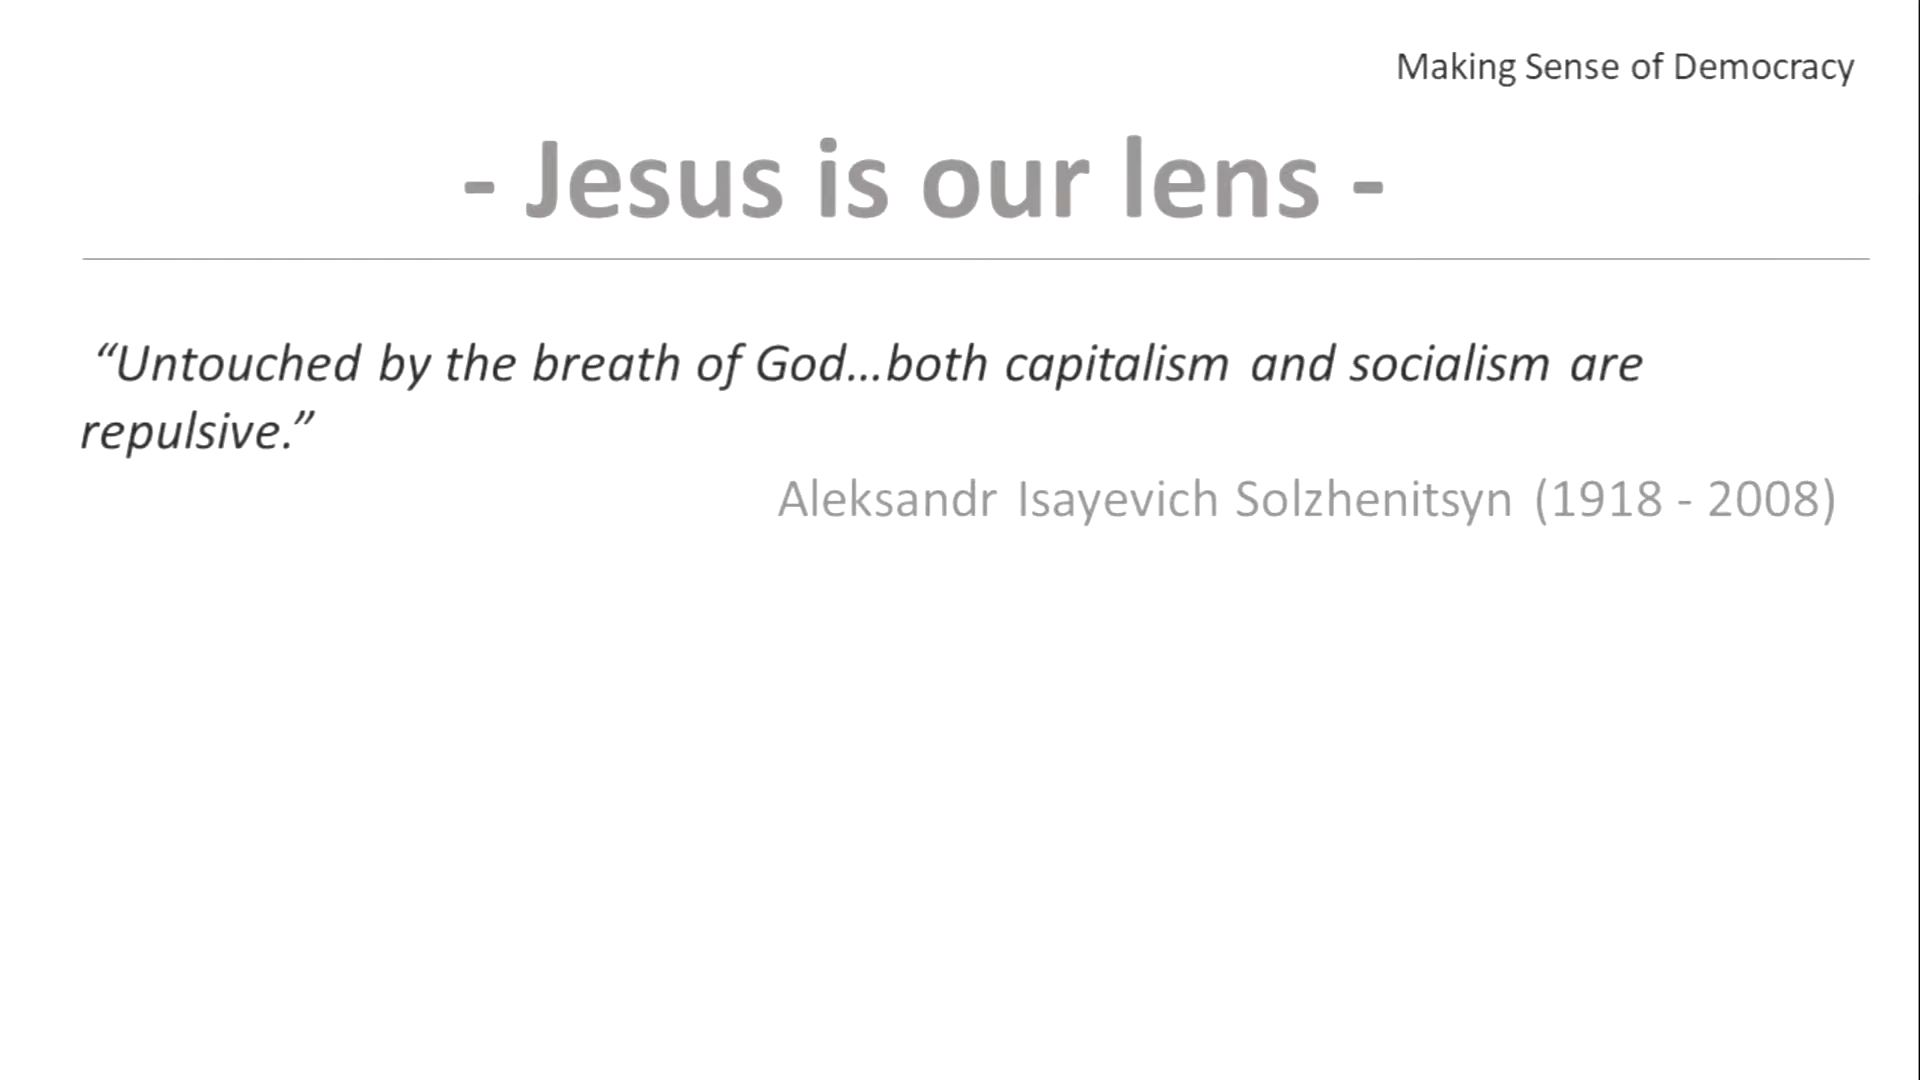 Making Sense of Democracy
- Jesus is our lens -
“Untouched by the breath of God...both capitalism and socialism are
repulsive.”
Aleksandr Isayevich Solzhenitsyn (1918 - 2008)